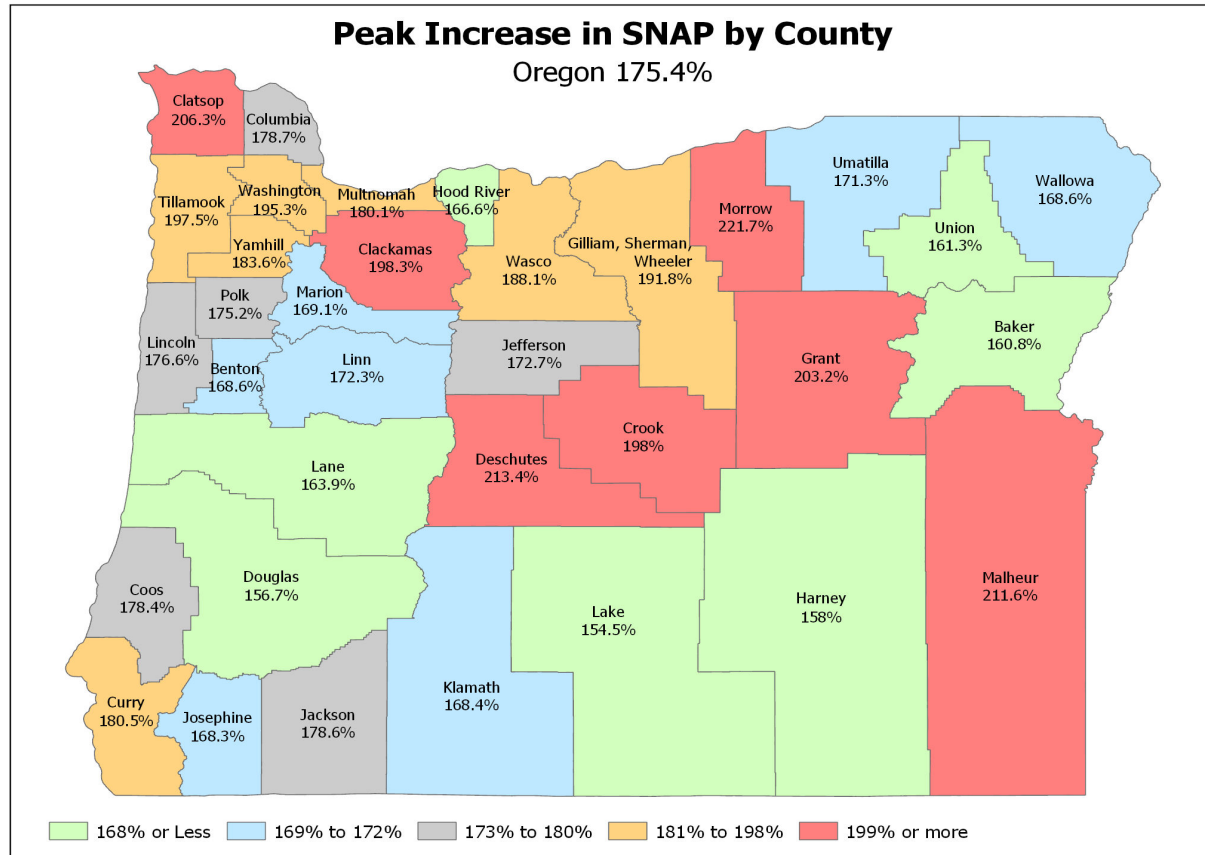 Peak Increase in SNAP by County
Oregon 175.4%
Clatsop
206.3%
Columbia
178.7%
Tillamook
197.5%
Washington
195.3%
Multnomah
180.1%
Hood River
166.6%
Yamhill
183.6%
Clackamas
198.3%
Wasco
188.1%
Gilliam, Sherman,
Wheeler
191.8%
Morrow
221.7%
Umatilla
171.3%
Wallowa
168.6%
Union
161.3%
Polk
175.2%
Marion
169.1%
Lincoln
176.6%
Benton
168.6%
Linn
172.3%
Jefferson
172.7%
Grant
203.2%
Baker
160.8%
Crook
198%
Deschutes
213.4%
Lane
163.9%
Douglas
156.7%
Coos
178.4%
Lake
154.5%
Harney
158%
Malheur
211.6%
Curry
180.5%
Josephine
168.3%
Jackson
178.6%
Klamath
168.4%
168% or Less
169% to 172%
173% to 180%
181% to 198%
199% or more